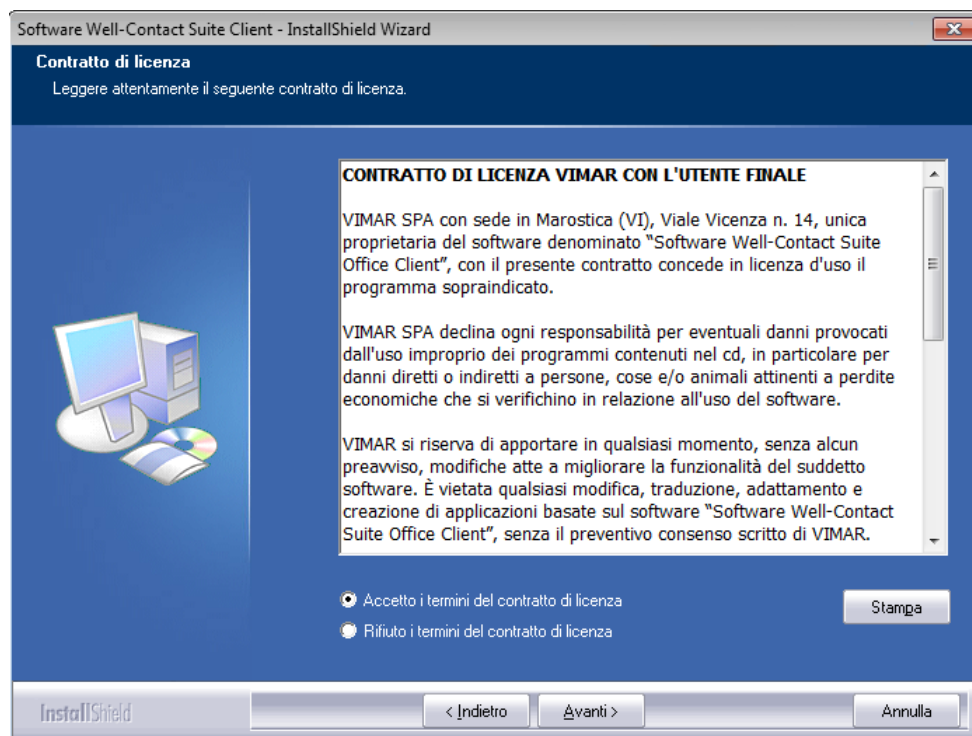 Software Well-Contact Suite Client - InstallShield Wizard
Contratto di licenza
Leggere attentamente il seguente contratto di licenza.
CONTRATTO DI LICENZA VIMAR CON L'UTENTE FINALE
VIMAR SPA con sede in Marostica (VI), Viale Vicenza n. 14, unica
proprietaria del software denominato “Software Well-Contact Suite
Office Client”, con il presente contratto concede in licenza d'uso il
programma sopraindicato.
VIMAR SPA declina ogni responsabilità per eventuali danni provocati
dall'uso improprio dei programmi contenuti nel cd, in particolare per
danni diretti o indiretti a persone, cose e/o animali attinenti a perdite
economiche che si verifichino in relazione all'uso del software.
VIMAR si riserva di apportare in qualsiasi momento, senza alcun
preavviso, modifiche atte a migliorare la funzionalità del suddetto
software. È vietata qualsiasi modifica, traduzione, adattamento e
creazione di applicazioni basate sul software “Software Well-Contact
Suite Office Client”, senza il preventivo consenso scritto di VIMAR.
Accetto i termini del contratto di licenza
Rifiuto i termini del contratto di licenza
Stampa
InstallShield
< Indietro
Avanti >
Annulla